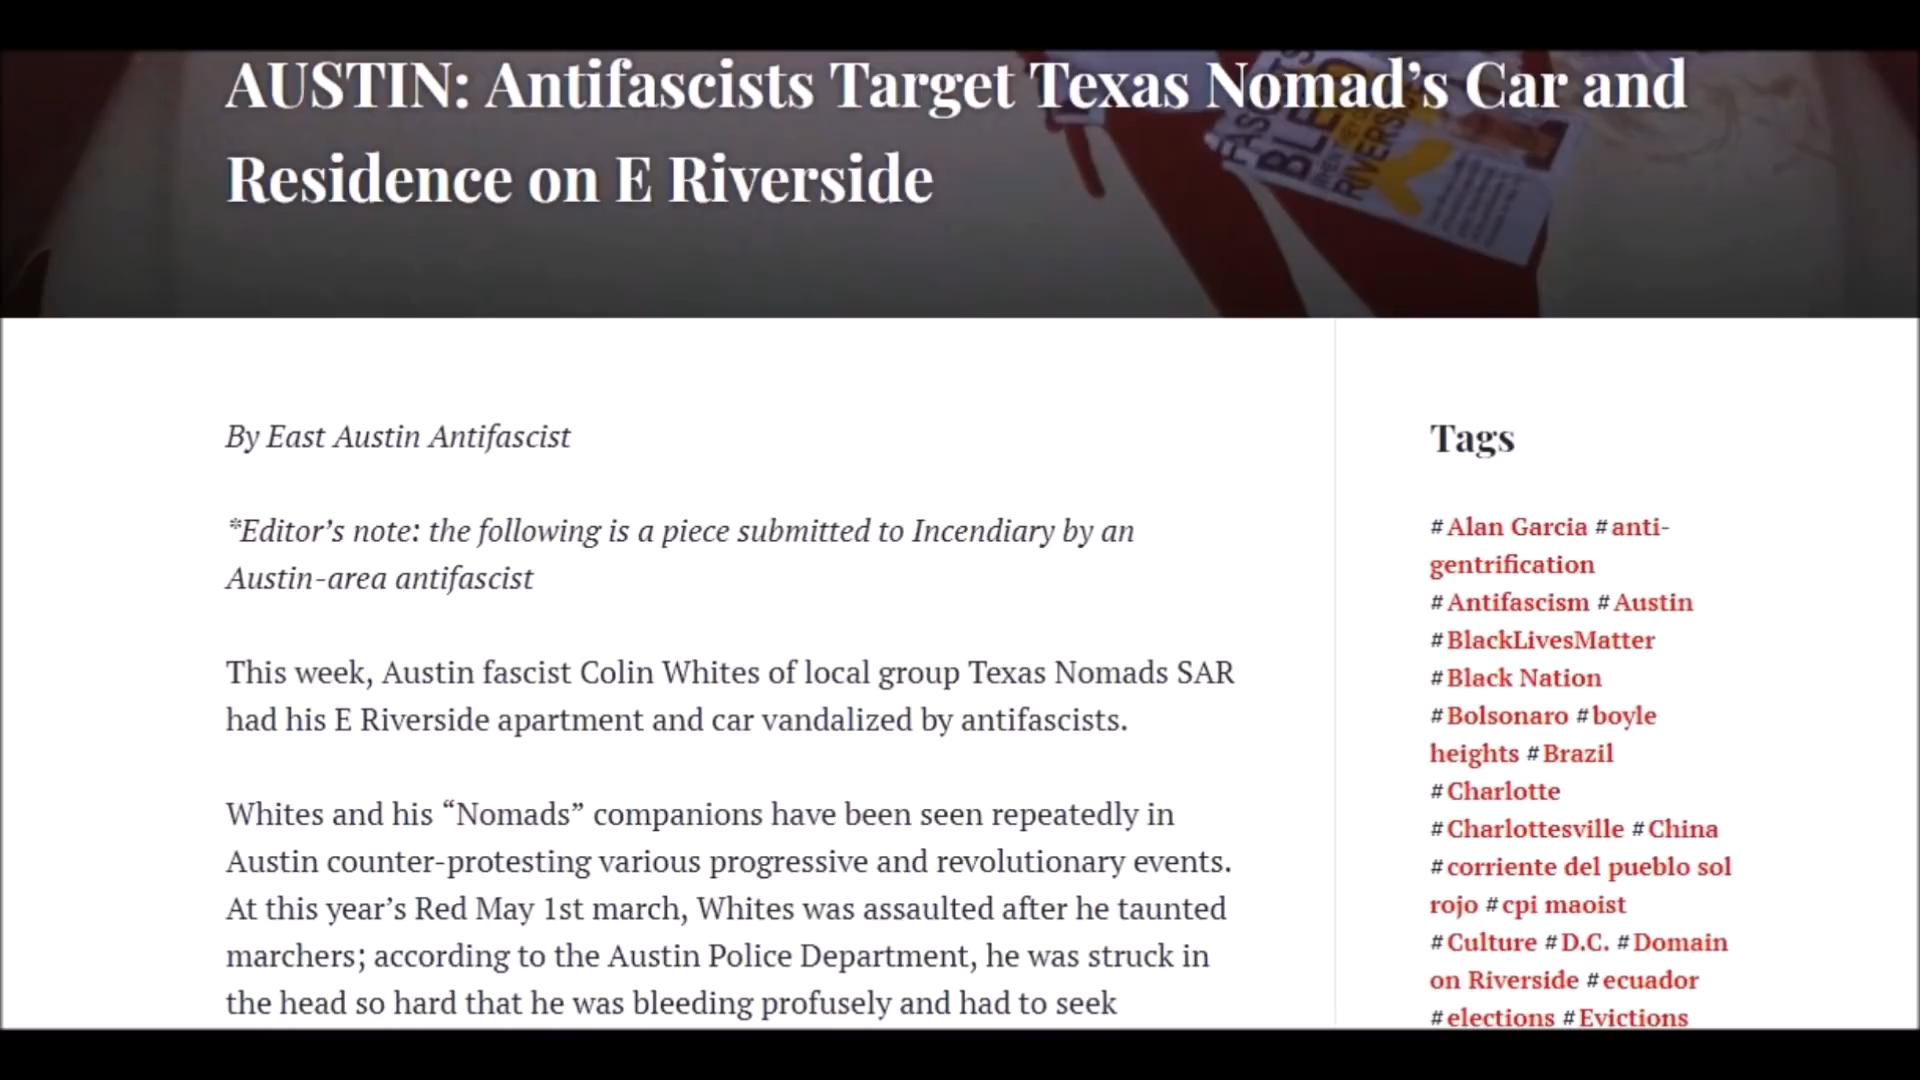 AUSTIN: Antifascists Target Texas Nomad’s Car and
Residence on E Riverside
FASCISTS
BLEED
RIVERSIDE
By East Austin Antifascist
*Editor’s note: the following is a piece submitted to Incendiary by an
Austin-area antifascist
This week, Austin fascist Colin Whites of local group Texas Nomads SAR
had his E Riverside apartment and car vandalized by antifascists.
Whites and his “Nomads” companions have been seen repeatedly in
Austin counter-protesting various progressive and revolutionary events.
At this year’s Red May 1st march, Whites was assaulted after he taunted
marchers; according to the Austin Police Department, he was struck in
the head so hard that he was bleeding profusely and had to seek
Tags
#Alan Garcia #anti-
gentrification
#Antifascism #Austin
#BlackLivesMatter
#Black Nation
#Bolsonaro #boyle
heights #Brazil
#Charlotte
#Charlottesville #China
#corriente del pueblo sol
rojo #cpi maoist
#Culture #D.C. #Domain
on Riverside #ecuador
#elections #Evictions